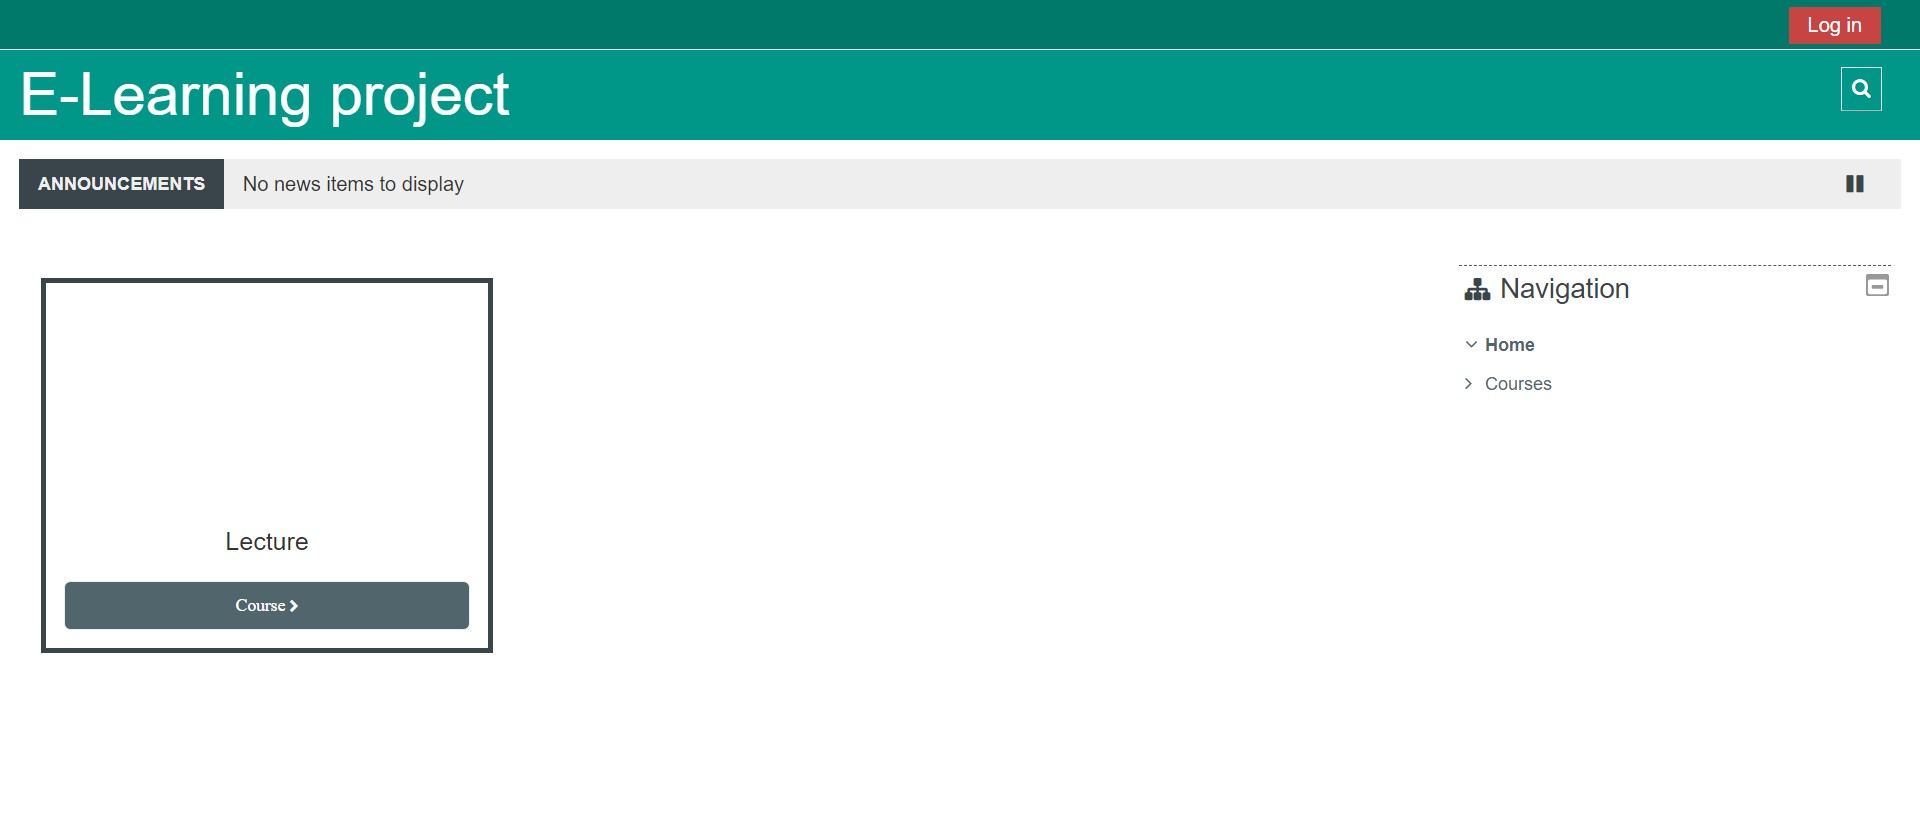 Log in
E-Learning project
ANNOUNCEMENTS No news items to display
Navigation
Home
Courses
Lecture
Course